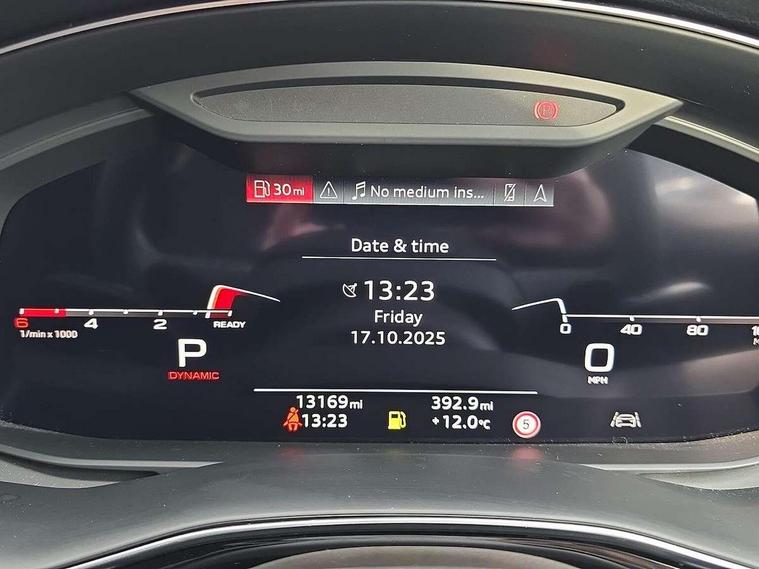 30 mi
No medium ins...
Date & time
13:23
Friday
17.10.2025
6 4 2 READY
1/min x 1000
0 40 80
P
DYNAMIC
0
MPH
13169 mi
392.9 mi
13:23
+12.0°C
5